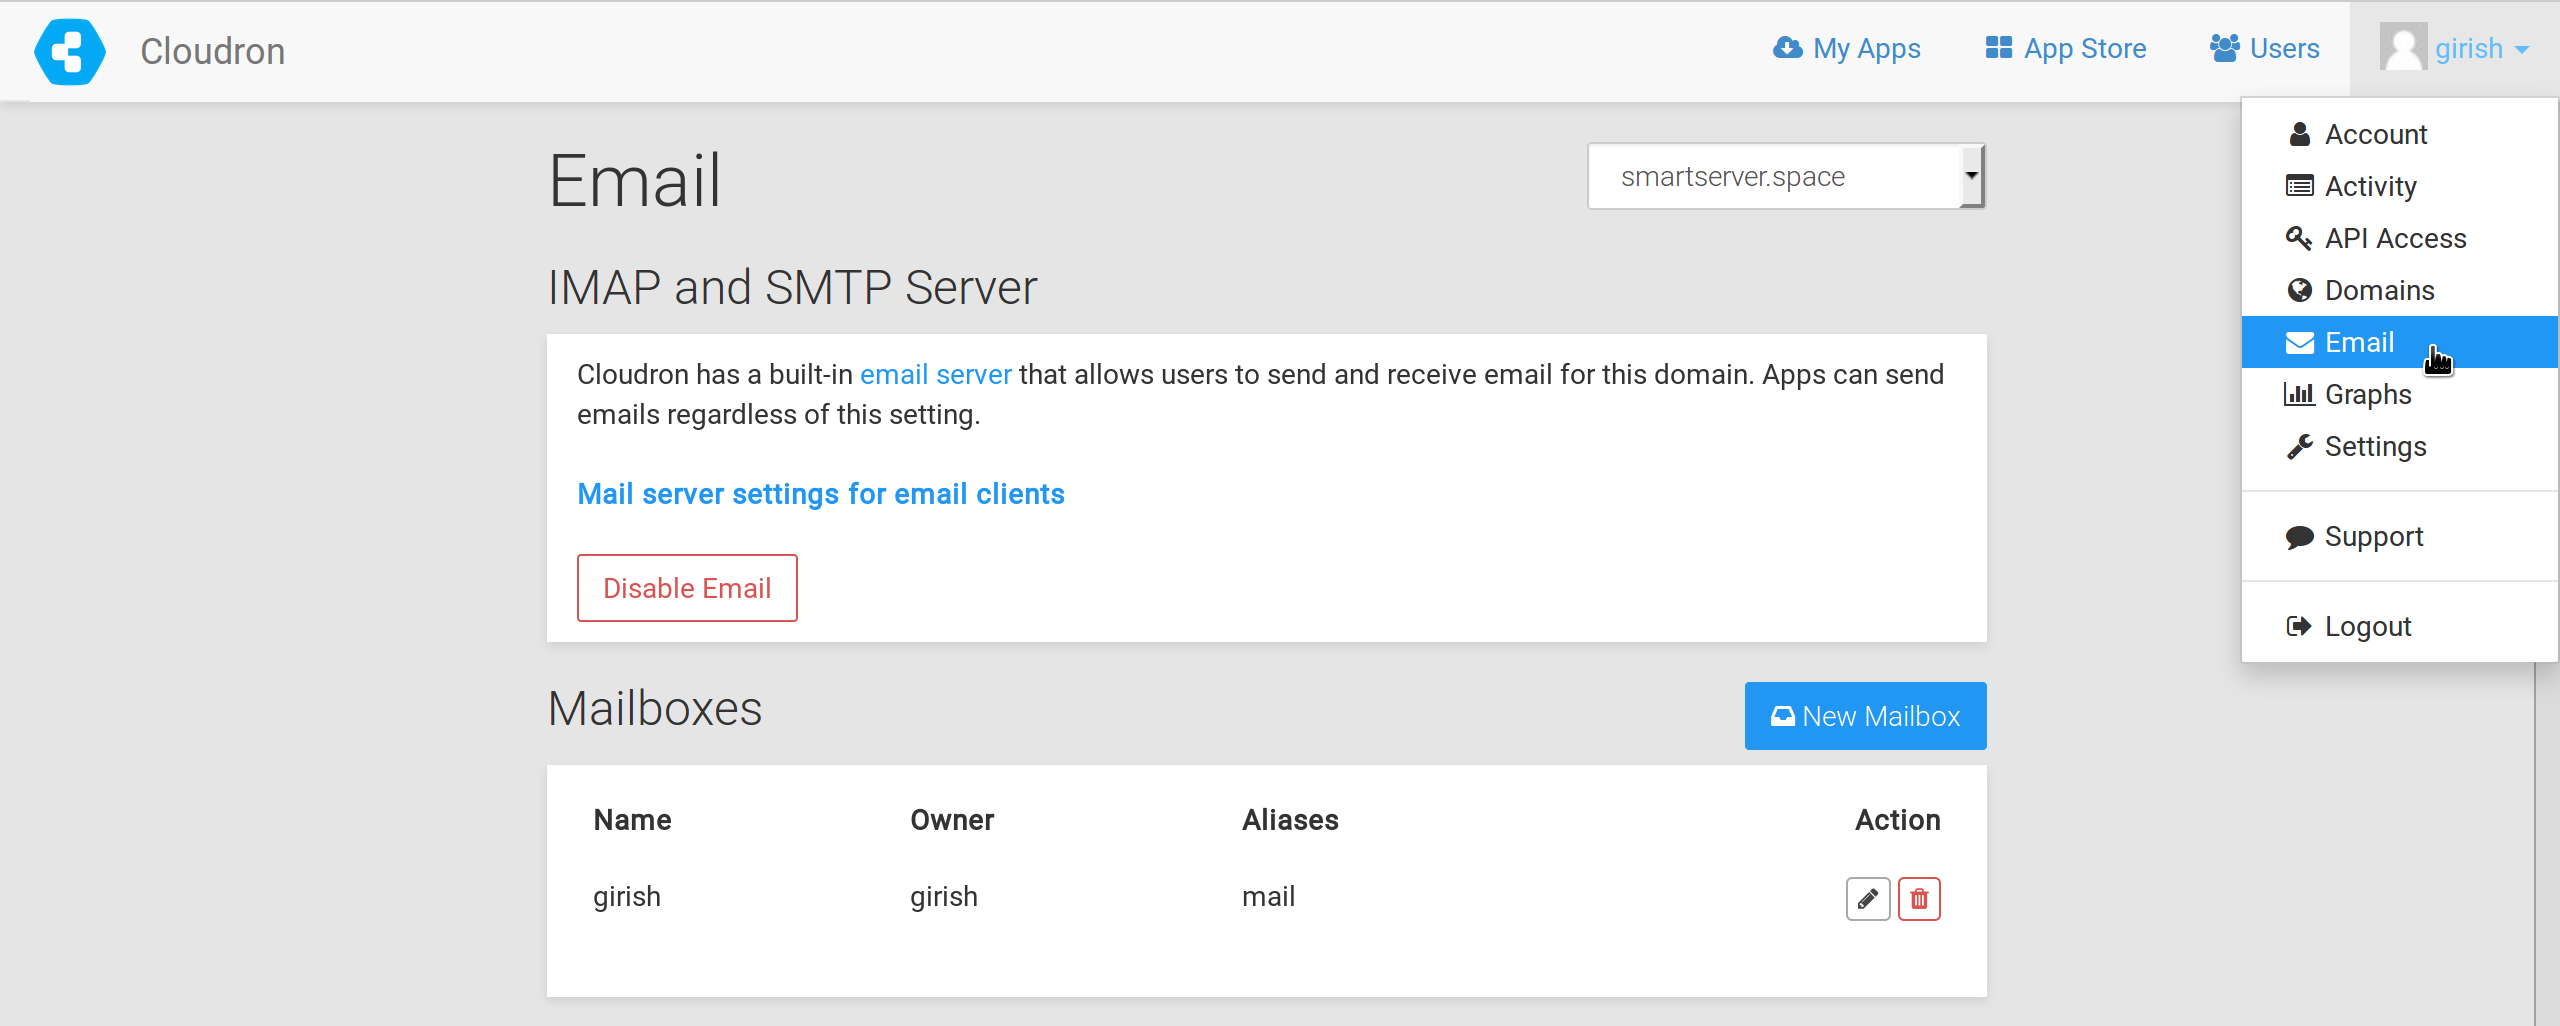 Cloudron
My Apps
App Store
Users
girish
Account
Activity
API Access
Domains
Email
Graphs
Settings
Support
Logout
Email
smartserver.space
IMAP and SMTP Server
Cloudron has a built-in email server that allows users to send and receive email for this domain. Apps can send
emails regardless of this setting.
Mail server settings for email clients
Disable Email
Mailboxes
New Mailbox
Name Owner Aliases Action
girish girish mail